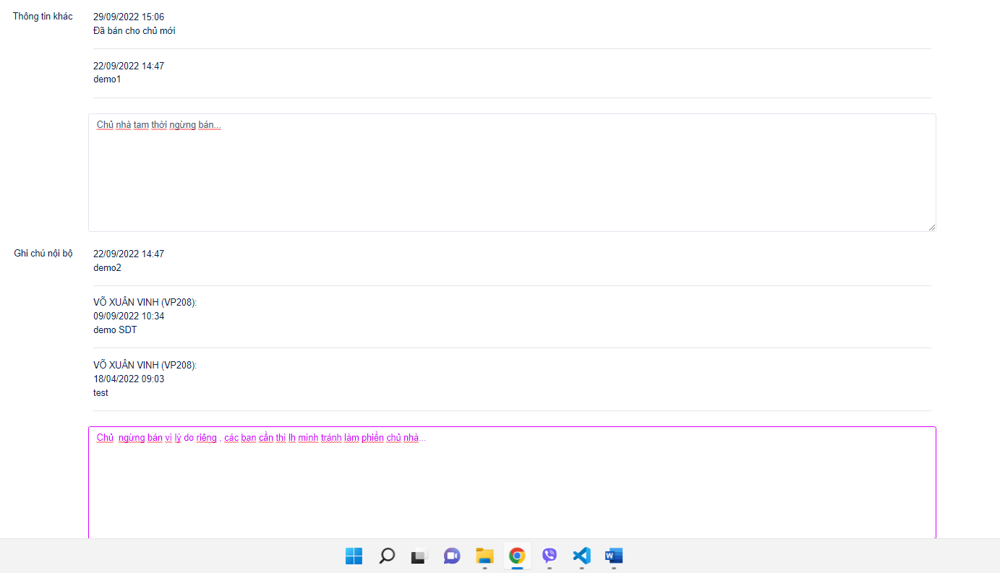 Thông tin khác
29/09/2022 15:06
Đã bán cho chủ mới
22/09/2022 14:47
demo1
Chủ nhà tam thời ngừng bán...
Ghi chú nội bộ
22/09/2022 14:47
demo2
VÕ XUÂN VINH (VP208):
09/09/2022 10:34
demo SDT
VÕ XUÂN VINH (VP208):
18/04/2022 09:03
test
Chủ  ngừng bán vì lý do riêng , các ban cần thì lh mình tránh làm phiền chủ nhà...